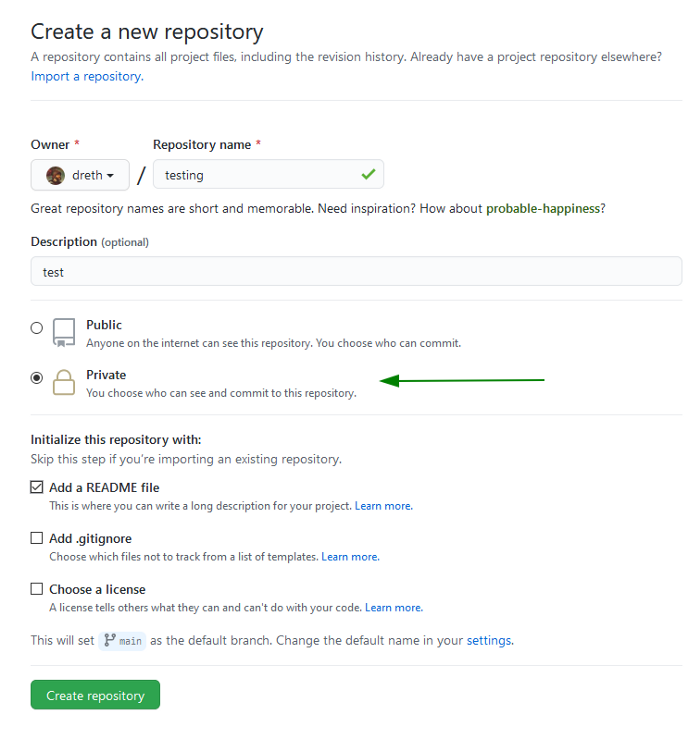 Create a new repository
A repository contains all project files, including the revision history. Already have a project repository elsewhere?
Import a repository.
Owner *
Repository name *
dreth
/
testing
Great repository names are short and memorable. Need inspiration? How about probable-happiness?
Description (optional)
test
Public
Anyone on the internet can see this repository. You choose who can commit.
Private
You choose who can see and commit to this repository.
Initialize this repository with:
Skip this step if you're importing an existing repository.
Add a README file
This is where you can write a long description for your project. Learn more.
Add .gitignore
Choose which files not to track from a list of templates. Learn more.
Choose a license
A license tells others what they can and can't do with your code. Learn more.
This will set main as the default branch. Change the default name in your settings.
Create repository